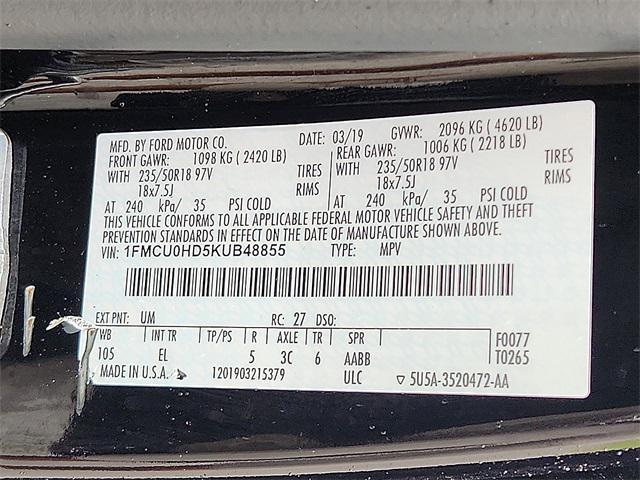 MFD. BY FORD MOTOR CO. DATE: 03/19 GVWR: 2096 KG ( 4620 LB)
FRONT GAWR: 1098 KG ( 2420 LB) REAR GAWR: 1006 KG ( 2218 LB)
WITH 235/50R18 97V TIRES WITH 235/50R18 97V TIRES
18x7.5J RIMS 18x7.5J RIMS
AT 240 kPa/ 35 PSI COLD AT 240 kPa/ 35 PSI COLD
THIS VEHICLE CONFORMS TO ALL APPLICABLE FEDERAL MOTOR VEHICLE SAFETY AND THEFT
PREVENTION STANDARDS IN EFFECT ON THE DATE OF MANUFACTURE SHOWN ABOVE.
VIN: 1FMCU0HD5KUB48855 TYPE: MPV
EXT PNT: UM RC: 27 DSO:
WB INT TR TP/PS R AXLE TR SPR F0077
105 EL 5 3C 6 AABB T0265
MADE IN U.S.A. 1201903215379 ULC ▽ 5U5A-3520472-AA